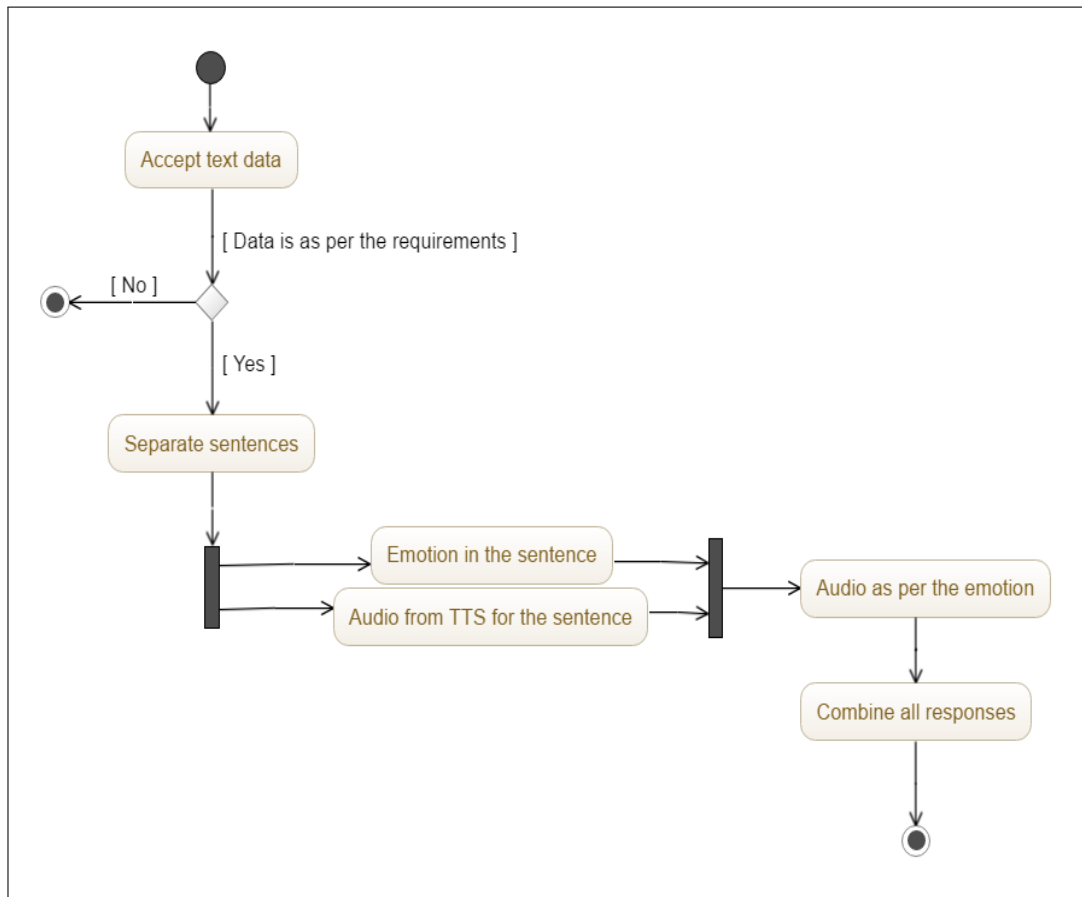 Accept text data
[ Data is as per the requirements ]
[ No ]
[ Yes ]
Separate sentences
Emotion in the sentence
Audio from TTS for the sentence
Audio as per the emotion
Combine all responses